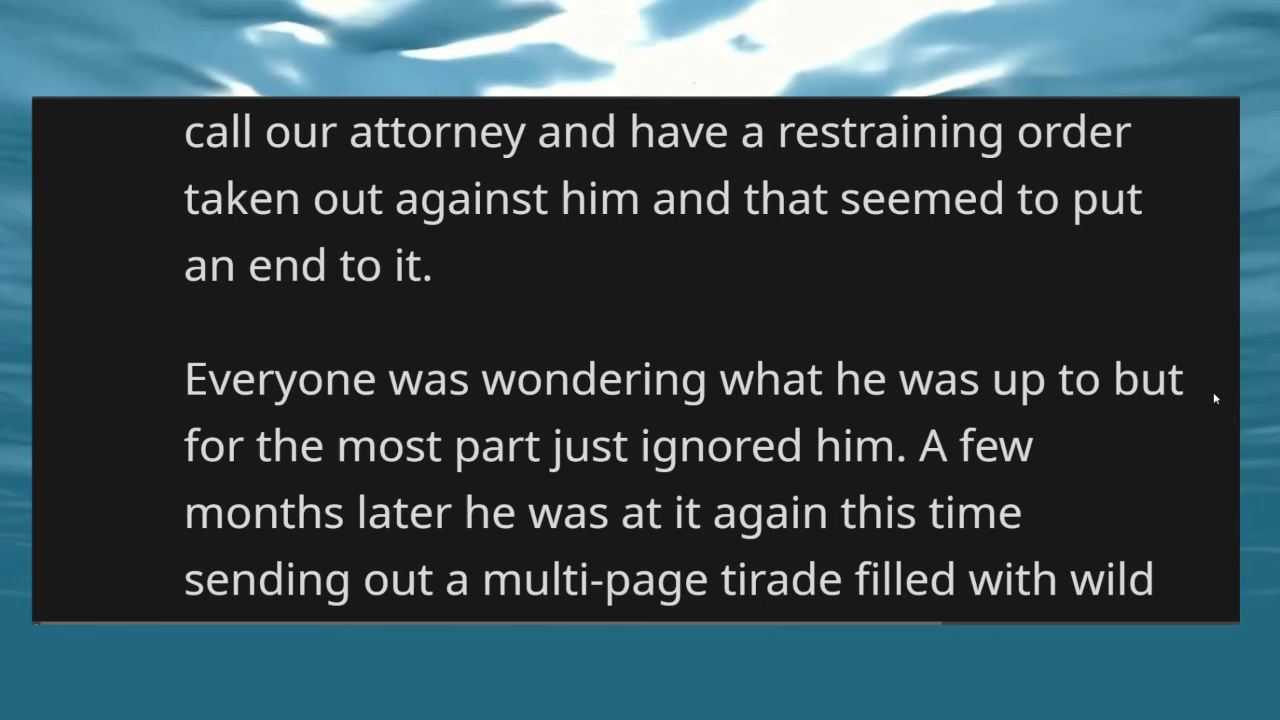 call our attorney and have a restraining order
taken out against him and that seemed to put
an end to it.
Everyone was wondering what he was up to but
for the most part just ignored him. A few
months later he was at it again this time
sending out a multi-page tirade filled with wild